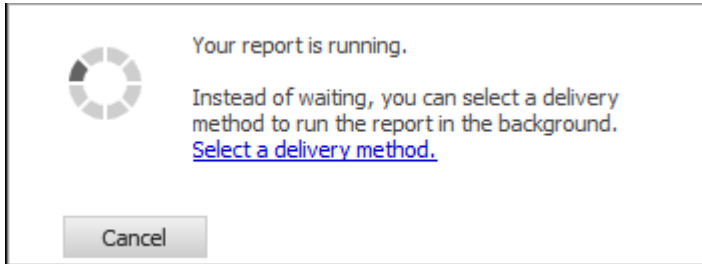 Your report is running.
Instead of waiting, you can select a delivery
method to run the report in the background.
Select a delivery method.
Cancel